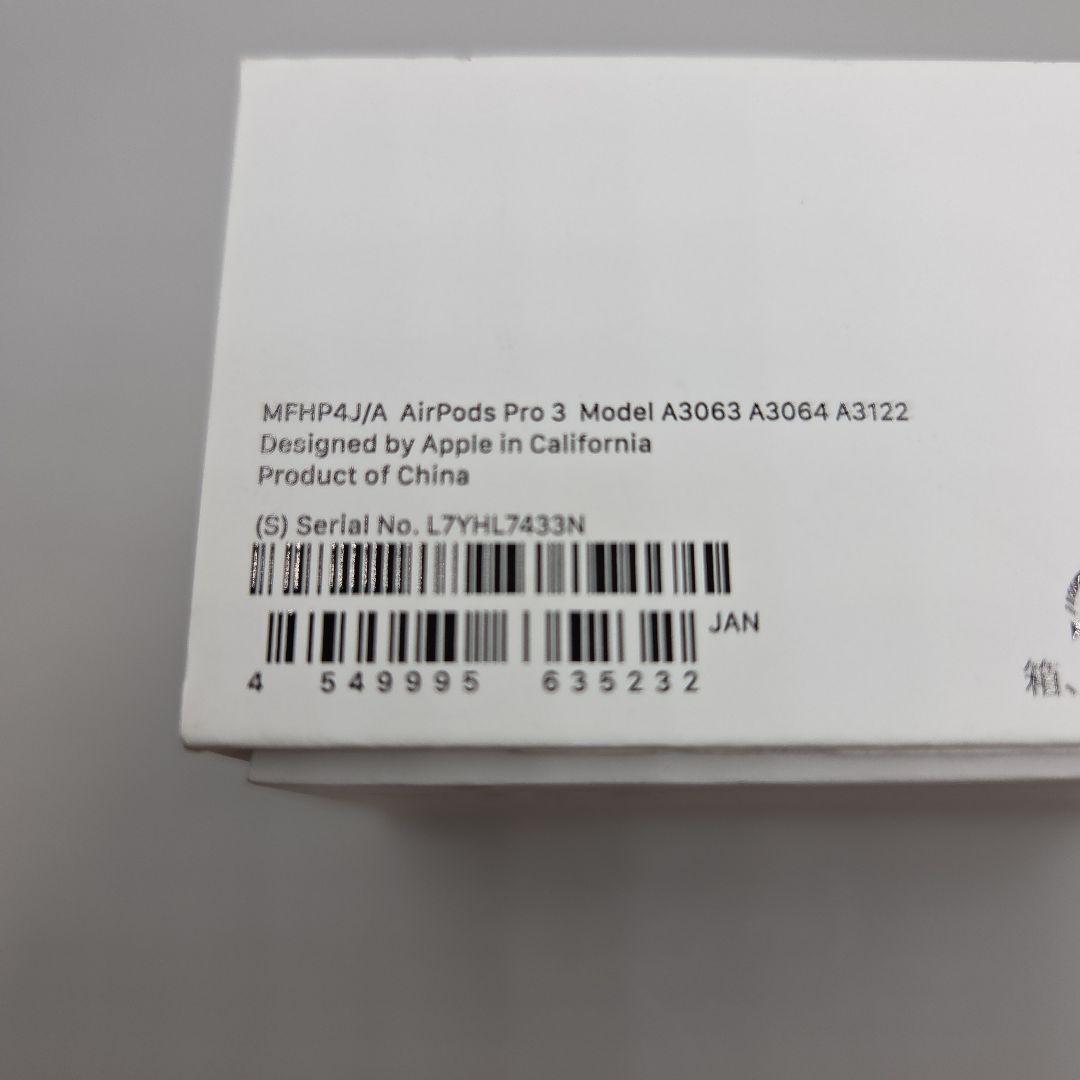 MFHP4J/A AirPods Pro 3 Model A3063 A3064 A3122
Designed by Apple in California
Product of China
(S) Serial No. L7YHL7433N
JAN
4 549995 635232
箱、